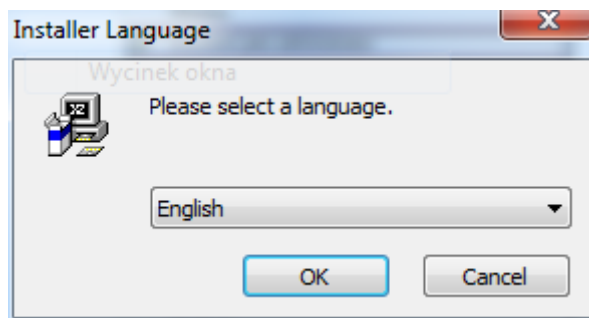 Installer Language
Wycinek okna
Please select a language.
English
OK
Cancel